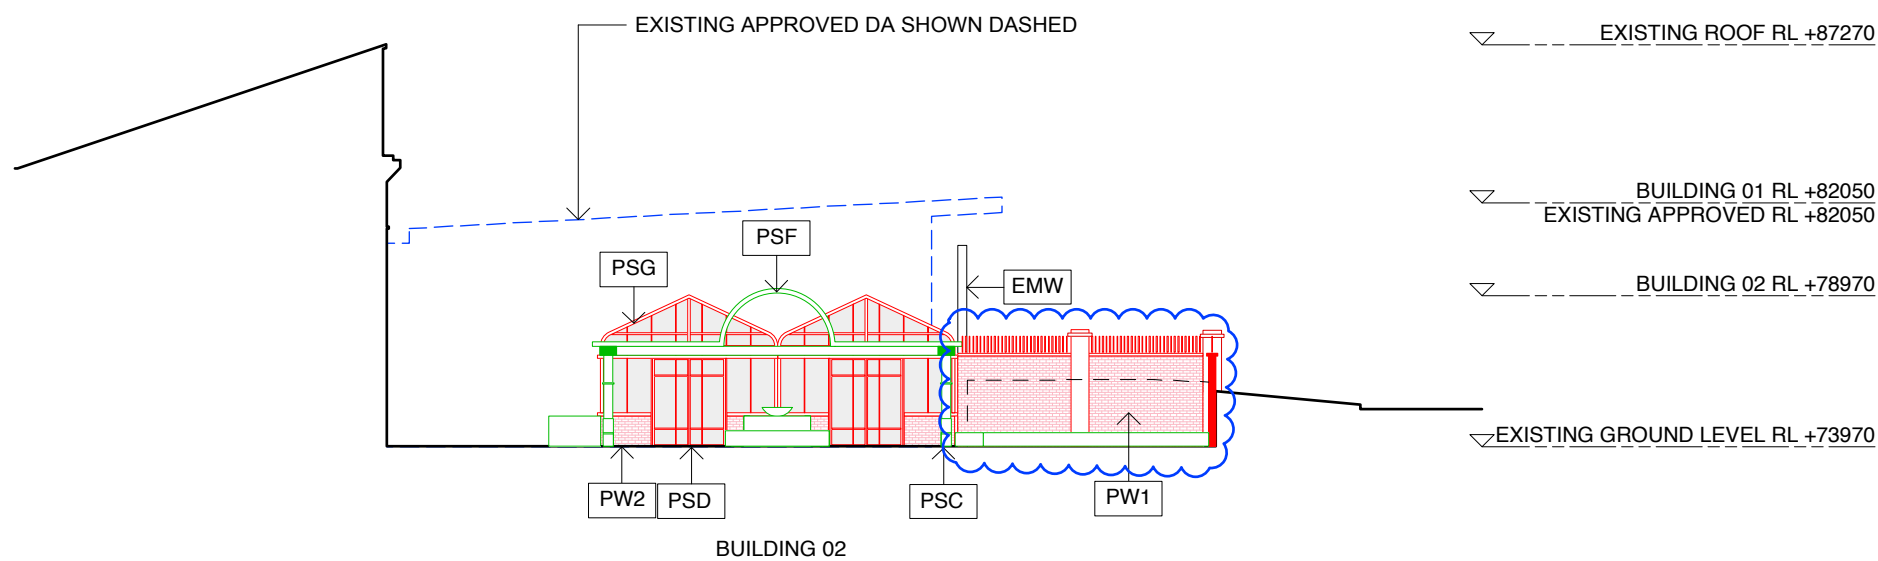 EXISTING APPROVED DA SHOWN DASHED
EXISTING ROOF RL +87270
BUILDING 01 RL +82050
EXISTING APPROVED RL +82050
PSF
PSG
EMW
BUILDING 02 RL +78970
EXISTING GROUND LEVEL RL +73970
PW2
PSD
PSC
PW1
BUILDING 02